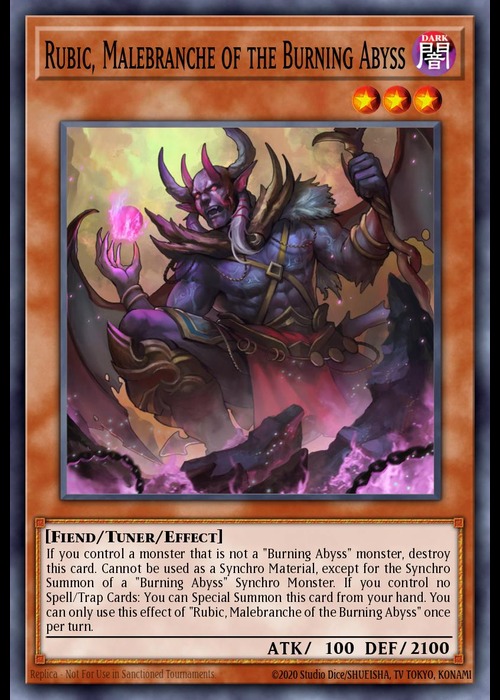 Rubic, Malebranche of the Burning Abyss
DARK
闇
[Fiend/Tuner/Effect]
If you control a monster that is not a "Burning Abyss" monster, destroy
this card. Cannot be used as a Synchro Material, except for the Synchro
Summon of a "Burning Abyss" Synchro Monster. If you control no
Spell/Trap Cards: You can Special Summon this card from your hand. You
can only use this effect of "Rubic, Malebranche of the Burning Abyss" once
per turn.
ATK/ 100 DEF/2100
Replica - Not For Use in Sanctioned Tournaments
©2020 Studio Dice/SHUEISHA, TV TOKYO, KONAMI